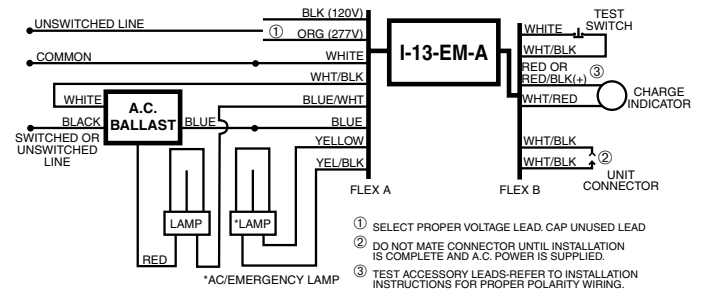 BLK (120V)
UNSWITCHED LINE
① ORG (277V)
COMMON
WHITE
WHT/BLK
WHITE
A.C.
BALLAST
BLUE/WHT
BLACK
BLUE
BLUE
SWITCHED OR
UNSWITCHED
LINE
YELLOW
YEL/BLK
LAMP
*LAMP
RED
*AC/EMERGENCY LAMP
FLEX A
I-13-EM-A
FLEX B
WHITE
TEST
SWITCH
WHT/BLK
RED OR
RED/BLK(+) ③
CHARGE
INDICATOR
WHT/RED
WHT/BLK
②
WHT/BLK
UNIT
CONNECTOR
① SELECT PROPER VOLTAGE LEAD. CAP UNUSED LEAD
② DO NOT MATE CONNECTOR UNTIL INSTALLATION
IS COMPLETE AND A.C. POWER IS SUPPLIED.
③ TEST ACCESSORY LEADS-REFER TO INSTALLATION
INSTRUCTIONS FOR PROPER POLARITY WIRING.